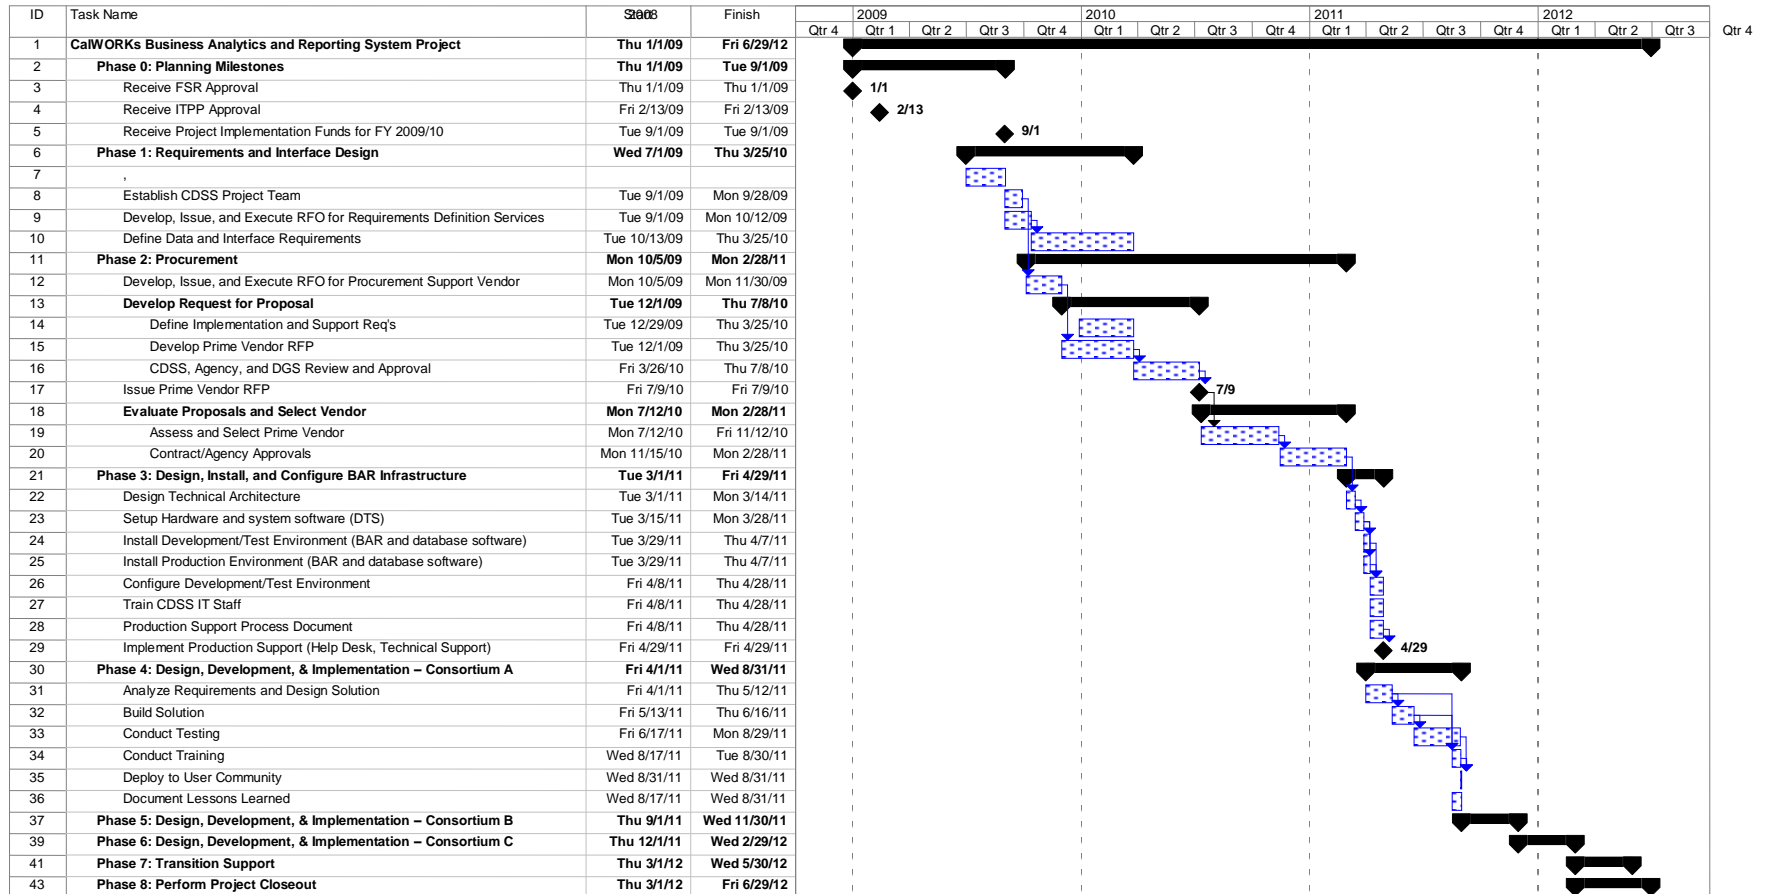 ID Task Name Start 2008 Finish 2009 2010 2011 2012
Qtr 4 Qtr 1 Qtr 2 Qtr 3 Qtr 4 Qtr 1 Qtr 2 Qtr 3 Qtr 4 Qtr 1 Qtr 2 Qtr 3 Qtr 4 Qtr 1 Qtr 2 Qtr 3 Qtr 4
1 CalWORKs Business Analytics and Reporting System Project Thu 1/1/09 Fri 6/29/12
2 Phase 0: Planning Milestones Thu 1/1/09 Tue 9/1/09
3 Receive FSR Approval Thu 1/1/09 Thu 1/1/09 1/1
4 Receive ITPP Approval Fri 2/13/09 Fri 2/13/09 2/13
5 Receive Project Implementation Funds for FY 2009/10 Tue 9/1/09 Tue 9/1/09 9/1
6 Phase 1: Requirements and Interface Design Wed 7/1/09 Thu 3/25/10
7 ,
8 Establish CDSS Project Team Tue 9/1/09 Mon 9/28/09
9 Develop, Issue, and Execute RFO for Requirements Definition Services Tue 9/1/09 Mon 10/12/09
10 Define Data and Interface Requirements Tue 10/13/09 Thu 3/25/10
11 Phase 2: Procurement Mon 10/5/09 Mon 2/28/11
12 Develop, Issue, and Execute RFO for Procurement Support Vendor Mon 10/5/09 Mon 11/30/09
13 Develop Request for Proposal Tue 12/1/09 Thu 7/8/10
14 Define Implementation and Support Req's Tue 12/29/09 Thu 3/25/10
15 Develop Prime Vendor RFP Tue 12/1/09 Thu 3/25/10
16 CDSS, Agency, and DGS Review and Approval Fri 3/26/10 Thu 7/8/10
17 Issue Prime Vendor RFP Fri 7/9/10 Fri 7/9/10 7/9
18 Evaluate Proposals and Select Vendor Mon 7/12/10 Mon 2/28/11
19 Assess and Select Prime Vendor Mon 7/12/10 Fri 11/12/10
20 Contract/Agency Approvals Mon 11/15/10 Mon 2/28/11
21 Phase 3: Design, Install, and Configure BAR Infrastructure Tue 3/1/11 Fri 4/29/11
22 Design Technical Architecture Tue 3/1/11 Mon 3/14/11
23 Setup Hardware and system software (DTS) Tue 3/15/11 Mon 3/28/11
24 Install Development/Test Environment (BAR and database software) Tue 3/29/11 Thu 4/7/11
25 Install Production Environment (BAR and database software) Tue 3/29/11 Thu 4/7/11
26 Configure Development/Test Environment Fri 4/8/11 Thu 4/28/11
27 Train CDSS IT Staff Fri 4/8/11 Thu 4/28/11
28 Production Support Process Document Fri 4/8/11 Thu 4/28/11
29 Implement Production Support (Help Desk, Technical Support) Fri 4/29/11 Fri 4/29/11 4/29
30 Phase 4: Design, Development, & Implementation – Consortium A Fri 4/1/11 Wed 8/31/11
31 Analyze Requirements and Design Solution Fri 4/1/11 Thu 5/12/11
32 Build Solution Fri 5/13/11 Thu 6/16/11
33 Conduct Testing Fri 6/17/11 Mon 8/29/11
34 Conduct Training Wed 8/17/11 Tue 8/30/11
35 Deploy to User Community Wed 8/31/11 Wed 8/31/11
36 Document Lessons Learned Wed 8/17/11 Wed 8/31/11
37 Phase 5: Design, Development, & Implementation – Consortium B Thu 9/1/11 Wed 11/30/11
39 Phase 6: Design, Development, & Implementation – Consortium C Thu 12/1/11 Wed 2/29/12
41 Phase 7: Transition Support Thu 3/1/12 Wed 5/30/12
43 Phase 8: Perform Project Closeout Thu 3/1/12 Fri 6/29/12